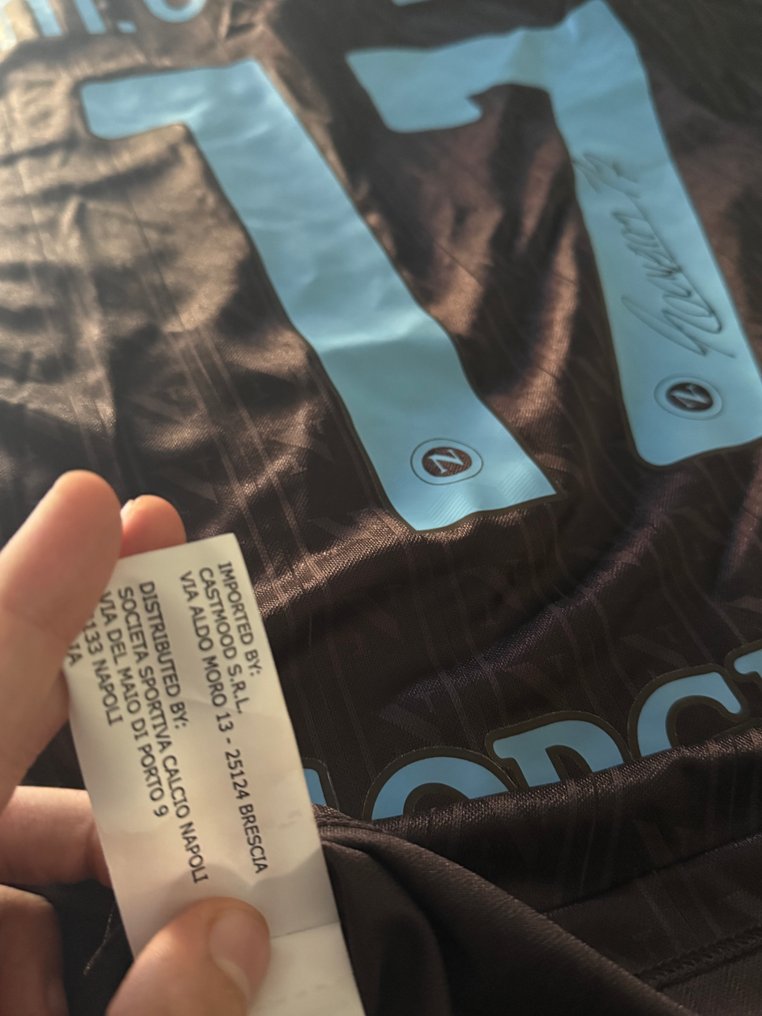 17
N
N
IMPORTED BY:
CASTMOOD S.R.L.
VIA ALDO MORO 13 - 25124 BRESCIA
DISTRIBUTED BY:
SOCIETA SPORTIVA CALCIO NAPOLI
VIA DEL MAIO DI PORTO 9
133 NAPOLI